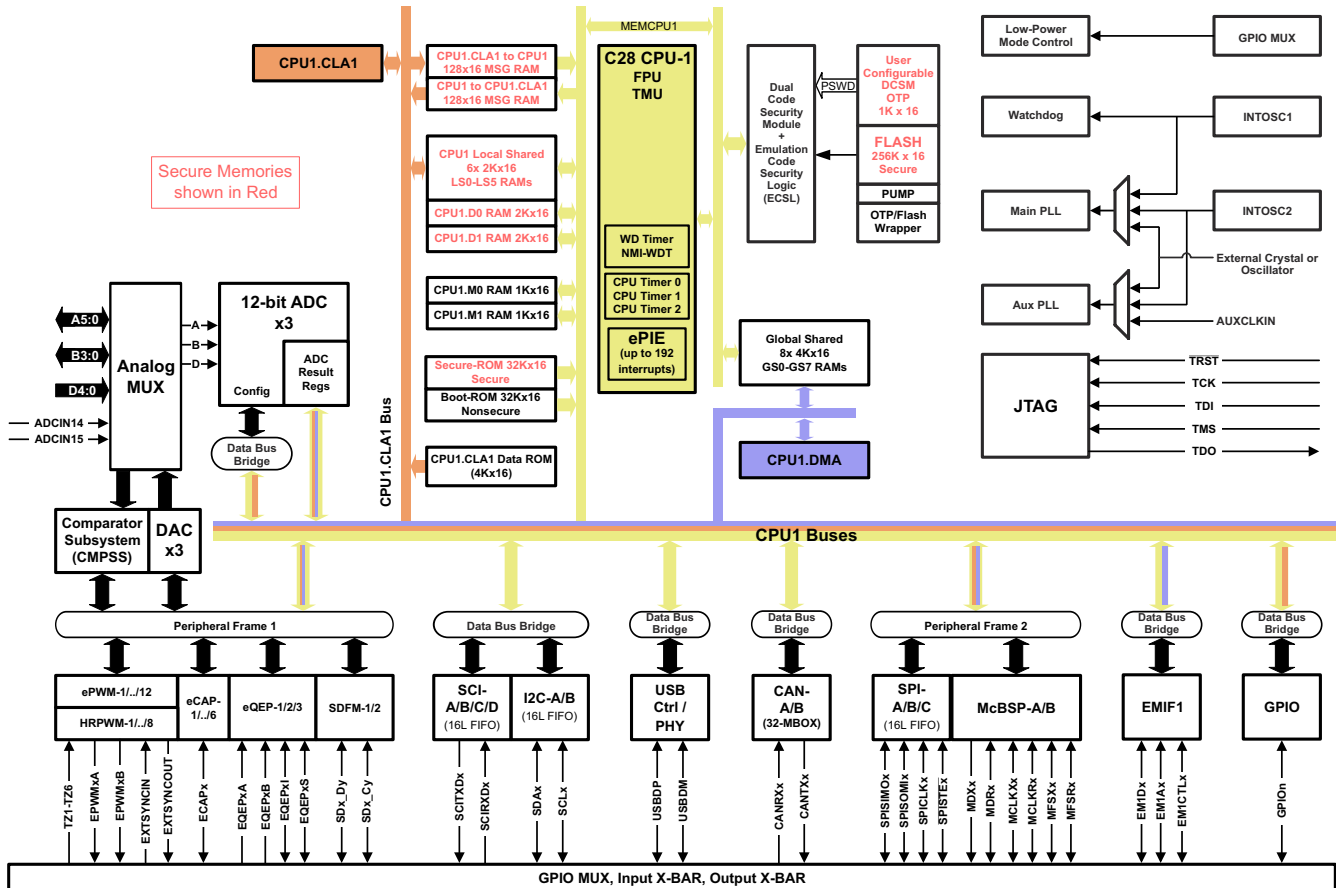 MEMCPU1
CPU1.CLA1
CPU1.CLA1 to CPU1
128x16 MSG RAM
CPU1 to CPU1.CLA1
128x16 MSG RAM
C28 CPU-1
FPU
TMU
Dual
Code
Security
Module
+
Emulation
Code
Security
Logic
(ECSL)
PSWD
User
Configurable
DCSM
OTP
1K x 16
FLASH
256K x 16
Secure
PUMP
OTP/Flash
Wrapper
Low-Power
Mode Control
GPIO MUX
Watchdog
INTOSC1
Main PLL
INTOSC2
External Crystal or
Oscillator
Aux PLL
AUXCLKIN
Secure Memories
shown in Red
CPU1 Local Shared
6x 2Kx16
LS0-LS5 RAMs
CPU1.D0 RAM 2Kx16
CPU1.D1 RAM 2Kx16
WD Timer
NMI-WDT
CPU1.M0 RAM 1Kx16
CPU1.M1 RAM 1Kx16
CPU Timer 0
CPU Timer 1
CPU Timer 2
ePIE
(up to 192
interrupts)
Secure-ROM 32Kx16
Secure
Boot-ROM 32Kx16
Nonsecure
CPU1.CLA1 Data ROM
(4Kx16)
CPU1.CLA1 Bus
Global Shared
8x 4Kx16
GS0-GS7 RAMs
CPU1.DMA
JTAG
TRST
TCK
TDI
TMS
TDO
A5:0
B3:0
D4:0
ADCIN14
ADCIN15
Analog
MUX
A
B
D
12-bit ADC
x3
Config
ADC
Result
Regs
Data Bus
Bridge
Comparator
Subsystem
(CMPSS)
DAC
x3
CPU1 Buses
Peripheral Frame 1
Data Bus Bridge
Data Bus
Bridge
Data Bus
Bridge
Peripheral Frame 2
Data Bus
Bridge
Data Bus
Bridge
ePWM-1/../12
HRPWM-1/../8
eCAP-
1/../6
eQEP-1/2/3
SDFM-1/2
SCI-
A/B/C/D
(16L FIFO)
I2C-A/B
(16L FIFO)
USB
Ctrl /
PHY
CAN-
A/B
(32-MBOX)
SPI-
A/B/C
(16L FIFO)
McBSP-A/B
EMIF1
GPIO
TZ1-TZ6
EPWMxA
EPWMxB
EXTSYNCIN
EXTSYNCOUT
ECAPx
EQEPxA
EQEPxB
EQEPxI
EQEPxS
SDx_Dy
SDx_Cy
SCITXDx
SCIRXDx
SDAx
SCLx
USBDP
USBDM
CANRXx
CANTXx
SPISIMOx
SPISOMIx
SPICLKx
SPISTEx
MDXx
MDRx
MCLKXx
MCLKRx
MFSXx
MFSRx
EM1Dx
EM1Ax
EM1CTLx
GPIOn
GPIO MUX, Input X-BAR, Output X-BAR